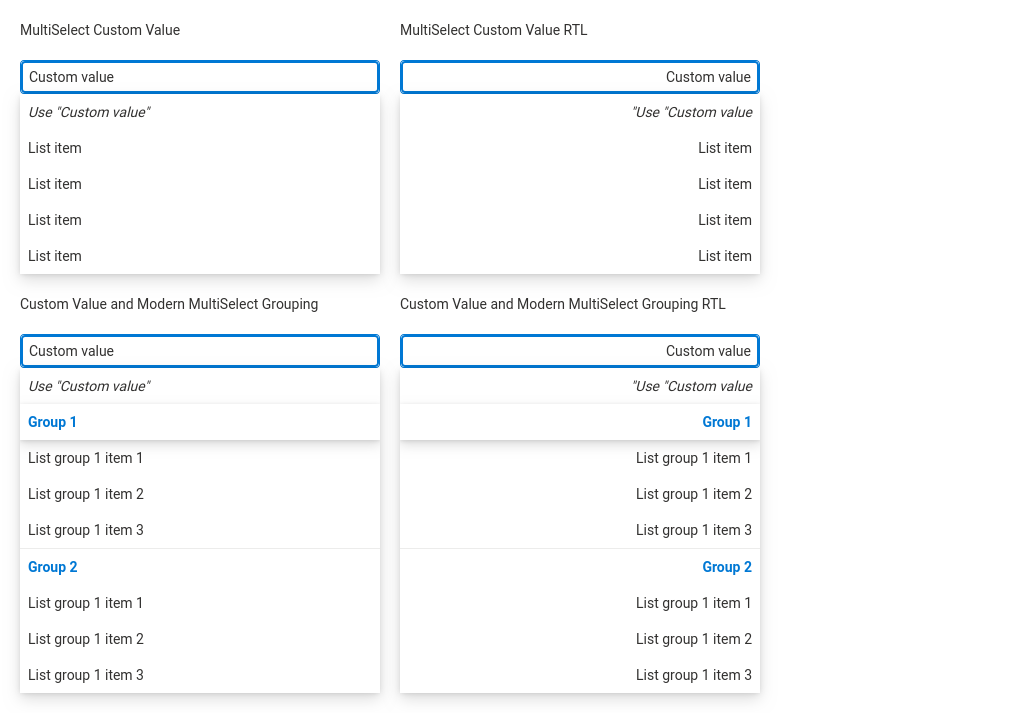 MultiSelect Custom Value
Custom value
Use "Custom value"
List item
List item
List item
List item
MultiSelect Custom Value RTL
Custom value
"Use "Custom value
List item
List item
List item
List item
Custom Value and Modern MultiSelect Grouping
Custom value
Use "Custom value"
Group 1
List group 1 item 1
List group 1 item 2
List group 1 item 3
Group 2
List group 1 item 1
List group 1 item 2
List group 1 item 3
Custom Value and Modern MultiSelect Grouping RTL
Custom value
"Use "Custom value
Group 1
List group 1 item 1
List group 1 item 2
List group 1 item 3
Group 2
List group 1 item 1
List group 1 item 2
List group 1 item 3